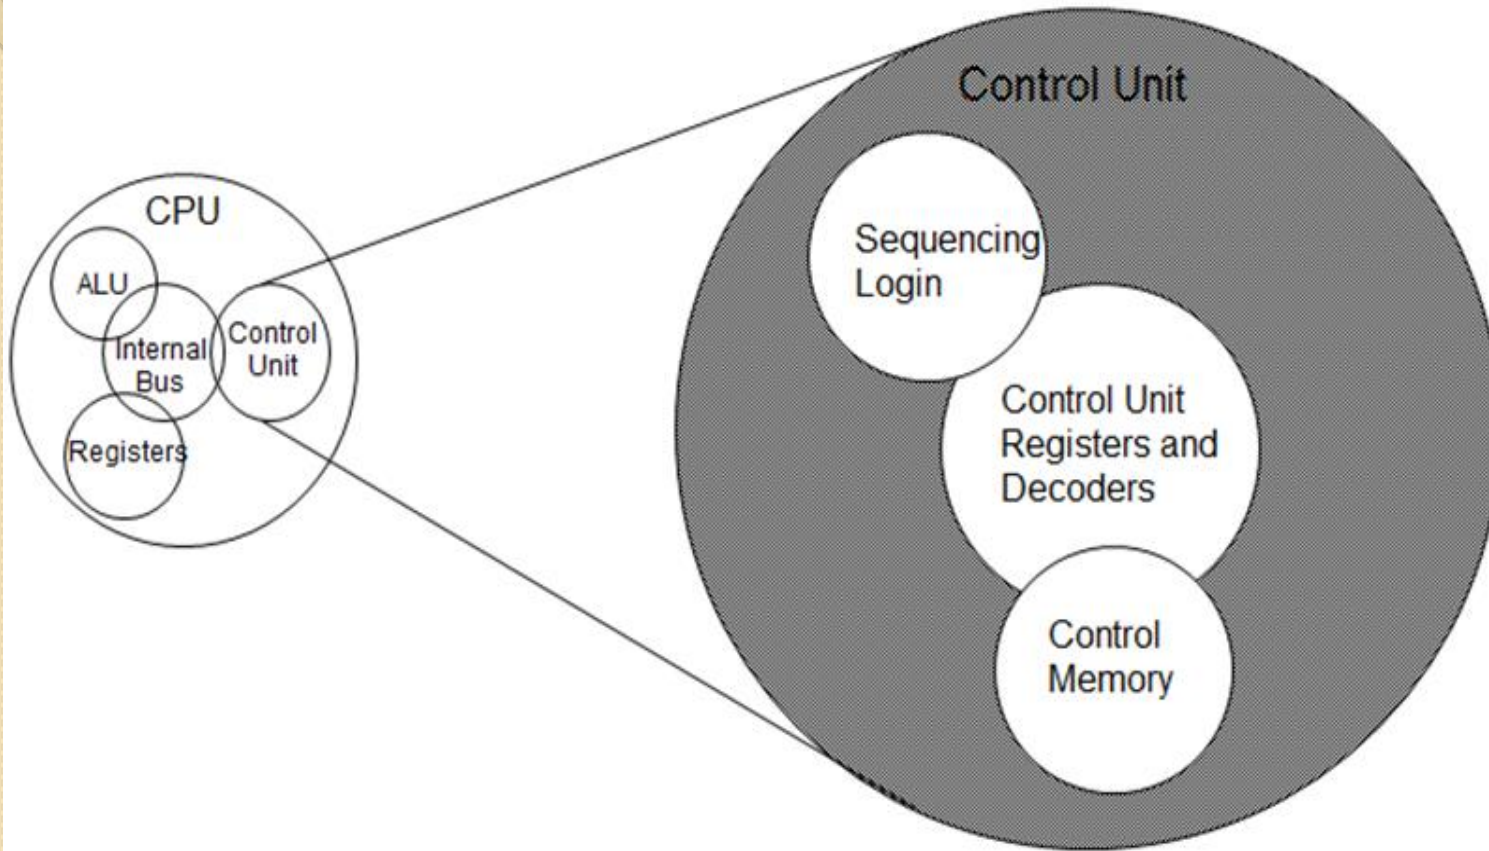 CPU
ALU
Internal
Bus
Control
Unit
Registers
Control Unit
Sequencing
Login
Control Unit
Registers and
Decoders
Control
Memory